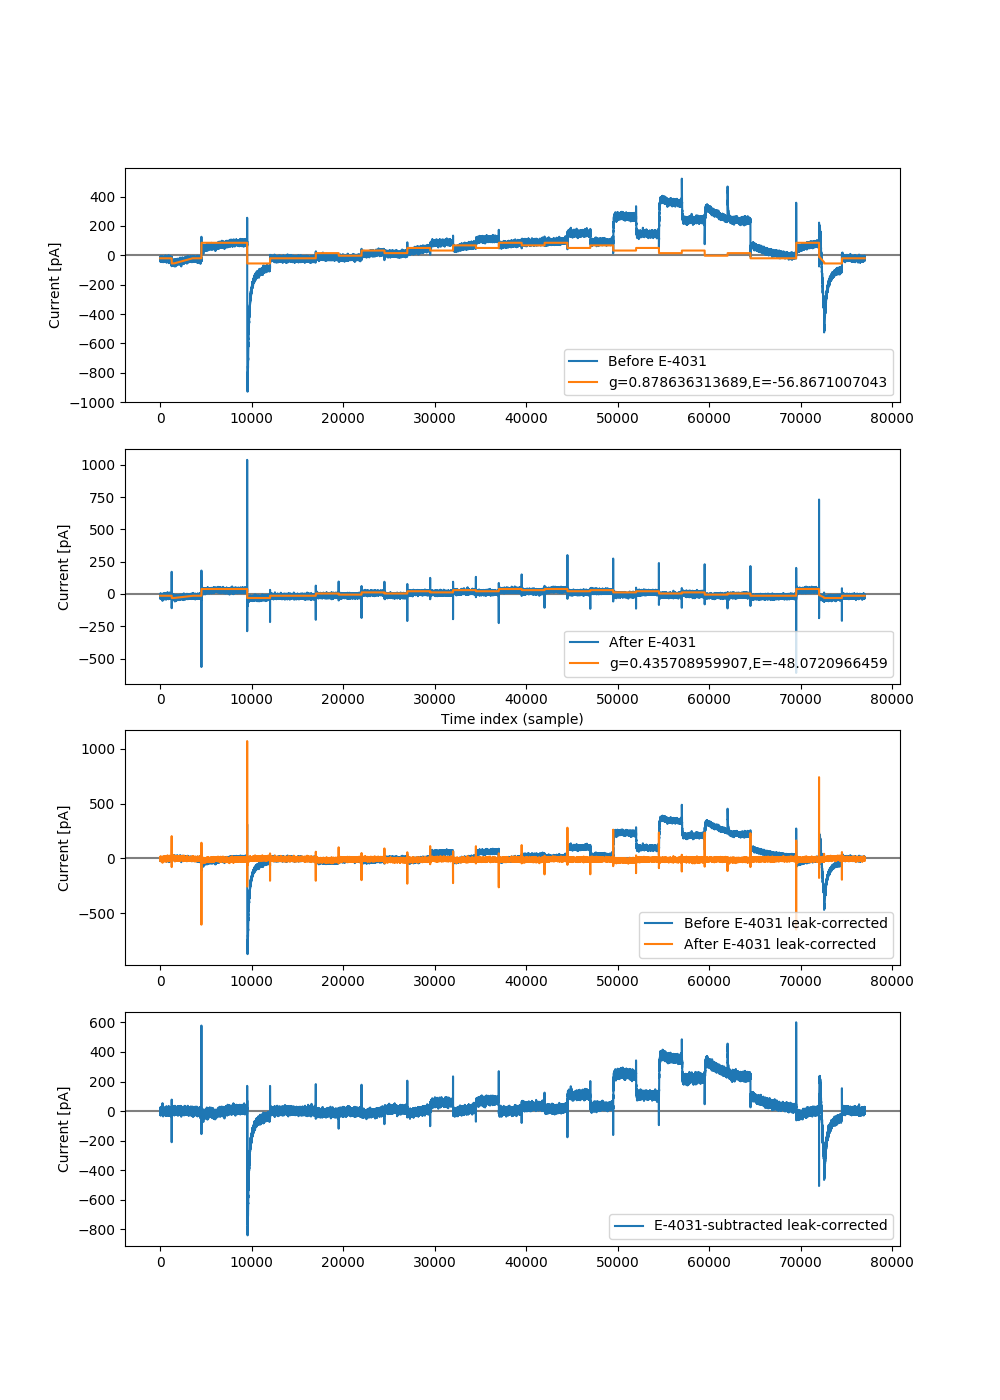 400
200
0
−200
−400
−600
−800
−1000
Current [pA]
Before E-4031
g=0.878636313689,E=-56.8671007043
0 10000 20000 30000 40000 50000 60000 70000 80000
1000
750
500
250
0
−250
−500
Current [pA]
After E-4031
g=0.435708959907,E=-48.0720966459
0 10000 20000 30000 40000 50000 60000 70000 80000
Time index (sample)
1000
500
0
−500
Current [pA]
Before E-4031 leak-corrected
After E-4031 leak-corrected
0 10000 20000 30000 40000 50000 60000 70000 80000
600
400
200
0
−200
−400
−600
−800
Current [pA]
E-4031-subtracted leak-corrected
0 10000 20000 30000 40000 50000 60000 70000 80000